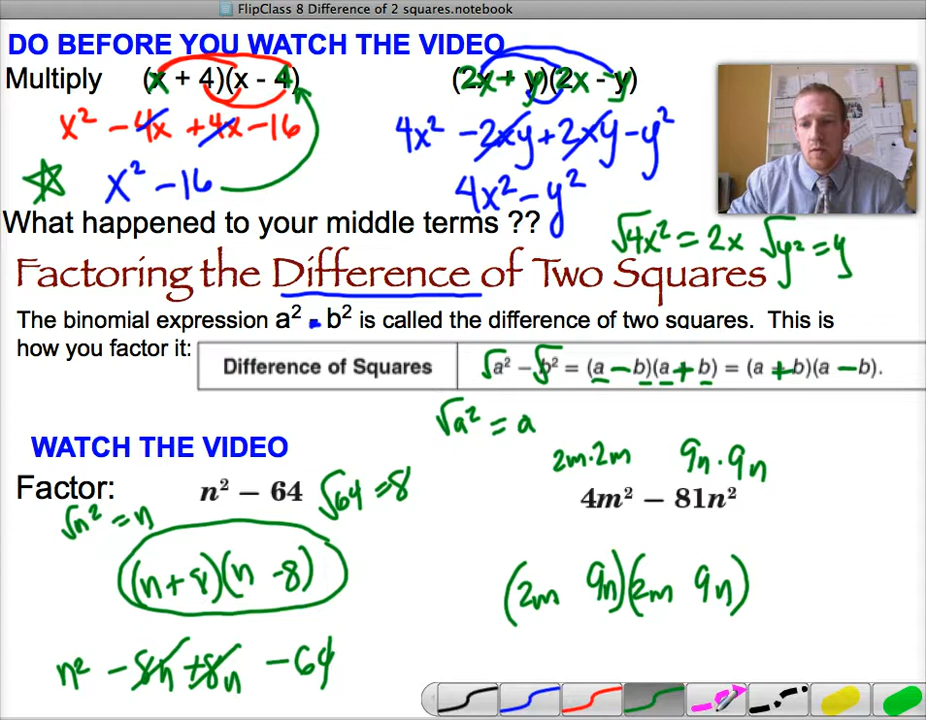 FlipClass 8 Difference of 2 squares.notebook
DO BEFORE YOU WATCH THE VIDEO
Multiply (x + 4)(x - 4) (2x + y)(2x - y)
x² - 4x + 4x - 16 4x² - 2xy + 2xy - y²
x² - 16 4x² - y²
What happened to your middle terms ??
√4x² = 2x √y² = y
Factoring the Difference of Two Squares
The binomial expression a² - b² is called the difference of two squares. This is
how you factor it:
Difference of Squares √a² − √b² = (a − b)(a + b) = (a + b)(a − b).
√a² = a
WATCH THE VIDEO
2m·2m 9n·9n
Factor: n² − 64 √64 = 8 4m² − 81n²
√n² = n
(n + 8)(n - 8) (2m 9n)(2m 9n)
n² - 8n + 8n - 64